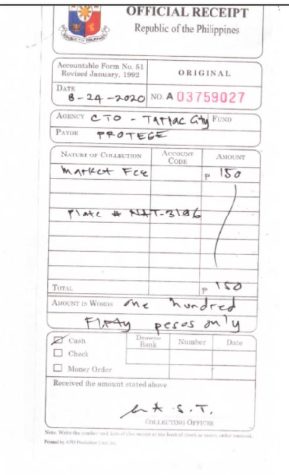 OFFICIAL RECEIPT
Republic of the Philippines
Accountable Form No. 51
Revised January, 1992
ORIGINAL
DATE 8-24-2020 NO. A 03759027
AGENCY CTO - TARLAC City FUND
PAYOR PROTEGE
NATURE OF COLLECTION ACCOUNT CODE AMOUNT
Market Fee P 150
Plate # NAT-3186
TOTAL P 150
AMOUNT IN WORDS One hundred
Fifty pesos only
Cash Drawee Bank Number Date
Check
Money Order
Received the amount stated above
S.T.
COLLECTING OFFICER
Note: Write the number and date of this receipt on the back of check or money order received.